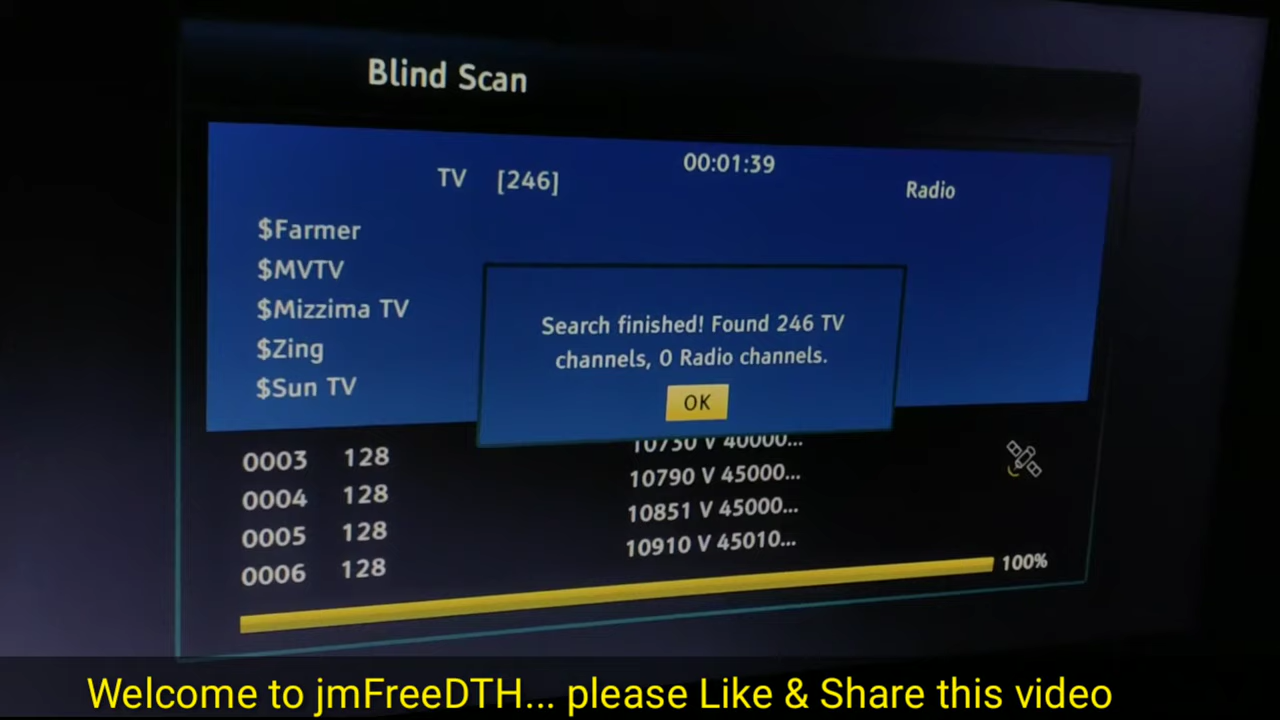 Blind Scan
00:01:39
TV [246]
Radio
$Farmer
$MVTV
$Mizzima TV
$Zing
$Sun TV
Search finished! Found 246 TV
channels, 0 Radio channels.
OK
0003 128 10730 V 40000...
0004 128 10790 V 45000...
0005 128 10851 V 45000...
0006 128 10910 V 45010...
100%
Welcome to jmFreeDTH... please Like & Share this video